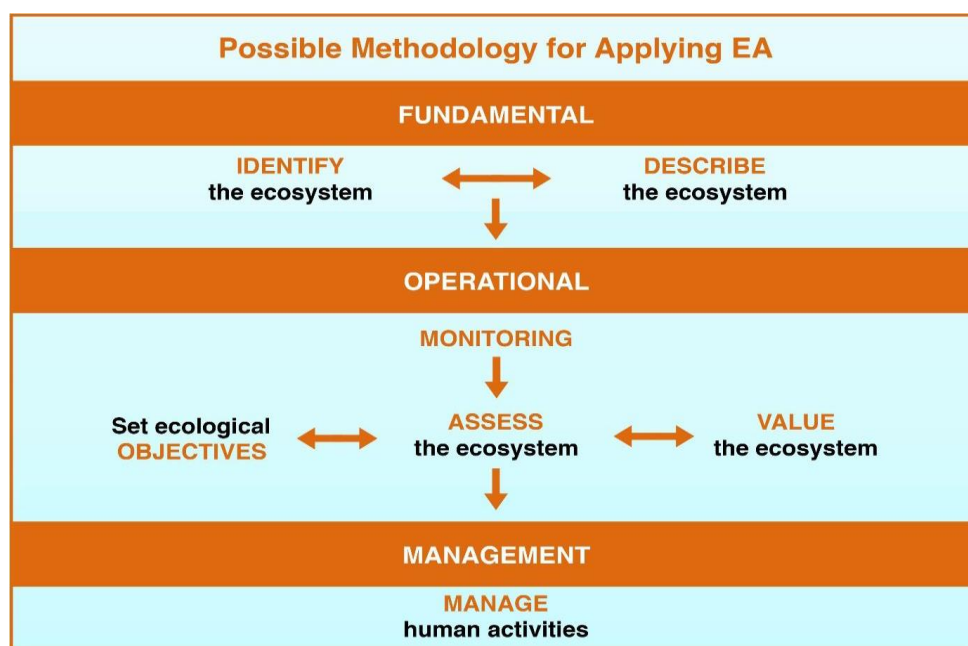 Possible Methodology for Applying EA
FUNDAMENTAL
IDENTIFY
the ecosystem
DESCRIBE
the ecosystem
OPERATIONAL
MONITORING
Set ecological
OBJECTIVES
ASSESS
the ecosystem
VALUE
the ecosystem
MANAGEMENT
MANAGE
human activities